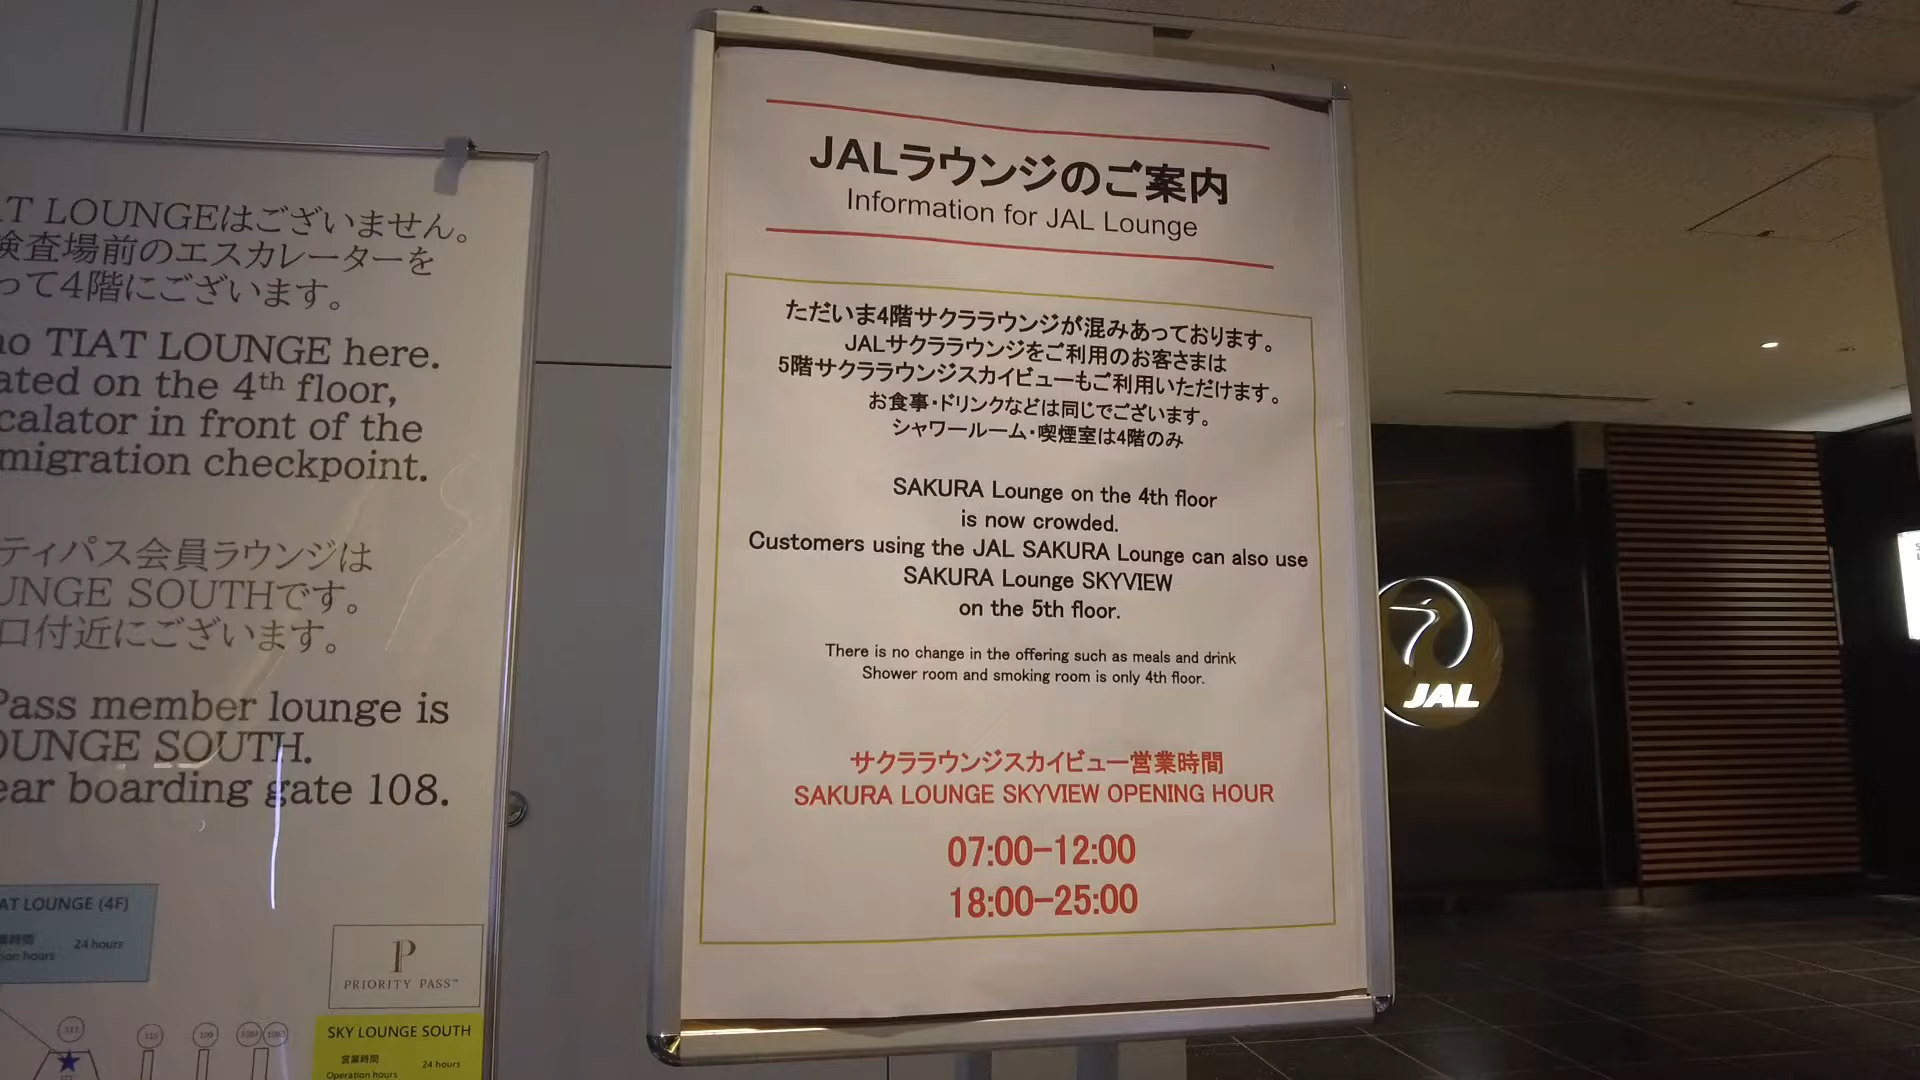 T LOUNGEはございません。
検査場前のエスカレーターを
って4階にございます。
no TIAT LOUNGE here.
ated on the 4th floor,
calator in front of the
migration checkpoint.
ティパス会員ラウンジは
UNGE SOUTHです。
口付近にございます。
Pass member lounge is
OUNGE SOUTH.
ear boarding gate 108.
AT LOUNGE (4F)
業時間
ion hours
24 hours
P
PRIORITY PASS™
SKY LOUNGE SOUTH
営業時間
Operation hours
24 hours
110
109
JALラウンジのご案内
Information for JAL Lounge
ただいま4階サクララウンジが混みあっております。
JALサクララウンジをご利用のお客さまは
5階サクララウンジスカイビューもご利用いただけます。
お食事・ドリンクなどは同じでございます。
シャワールーム・喫煙室は4階のみ
SAKURA Lounge on the 4th floor
is now crowded.
Customers using the JAL SAKURA Lounge can also use
SAKURA Lounge SKYVIEW
on the 5th floor.
There is no change in the offering such as meals and drink
Shower room and smoking room is only 4th floor.
サクララウンジスカイビュー営業時間
SAKURA LOUNGE SKYVIEW OPENING HOUR
07:00-12:00
18:00-25:00
JAL